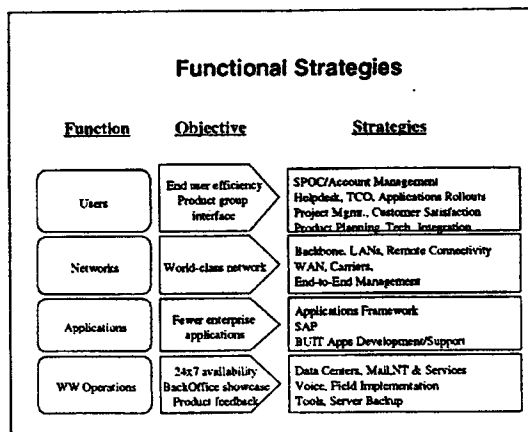 Functional Strategies
Function Objective Strategies
Users
End user efficiency
Product group
interface
SPOC/Account Management
Helpdesk, TCO, Applications Rollouts
Project Mgmt., Customer Satisfaction
Product Planning, Tech. Integration
Networks
World-class network
Backbone, LANs, Remote Connectivity
WAN, Carriers,
End-to-End Management
Applications
Fewer enterprise
applications
Applications Framework
SAP
Apps Development/Support
WW Operations
24x7 availability
BackOffice showcase
Product feedback
Data Centers, Mail,NT & Services
Voice, Field Implementation
Tools, Server Backup